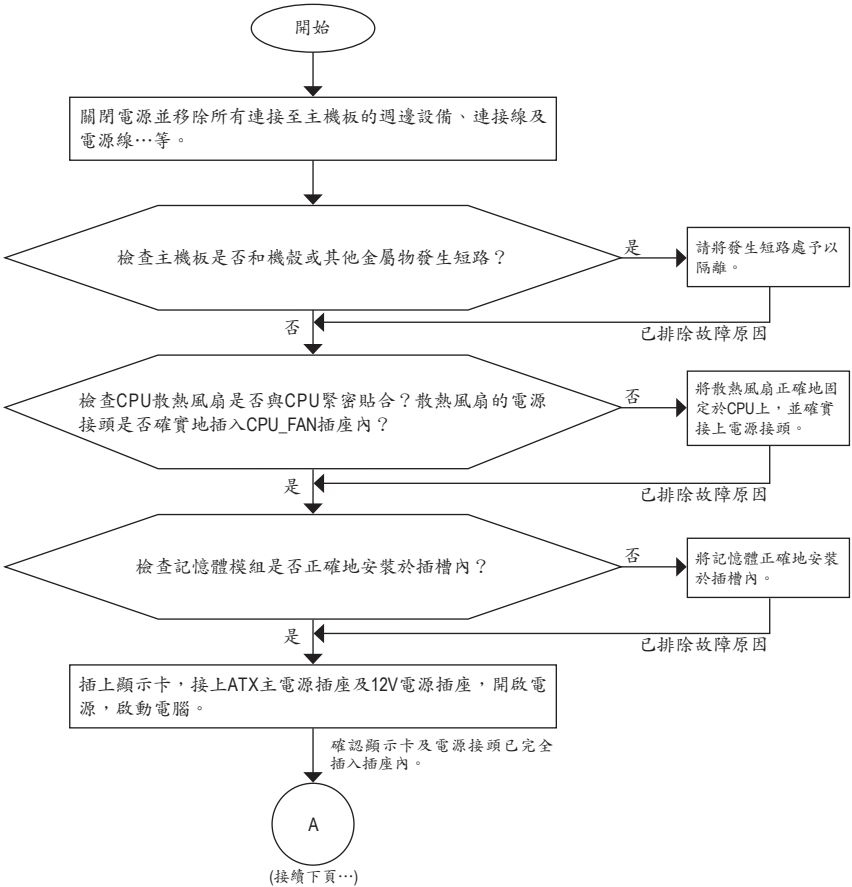 開始
關閉電源並移除所有連接至主機板的週邊設備、連接線及
電源線…等。
檢查主機板是否和機殼或其他金屬物發生短路？
是
請將發生短路處予以
隔離。
否
已排除故障原因
檢查CPU散熱風扇是否與CPU緊密貼合？散熱風扇的電源
接頭是否確實地插入CPU_FAN插座內？
否
將散熱風扇正確地固
定於CPU上，並確實
接上電源接頭。
是
已排除故障原因
檢查記憶體模組是否正確地安裝於插槽內？
否
將記憶體正確地安裝
於插槽內。
是
已排除故障原因
插上顯示卡，接上ATX主電源插座及12V電源插座，開啟電
源，啟動電腦。
確認顯示卡及電源接頭已完全
插入插座內。
A
(接續下頁…)